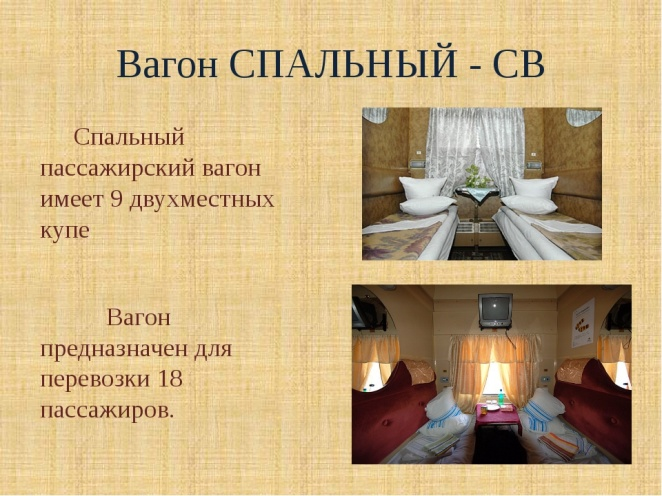 Вагон СПАЛЬНЫЙ - СВ
Спальный
пассажирский вагон
имеет 9 двухместных
купе
Вагон
предназначен для
перевозки 18
пассажиров.